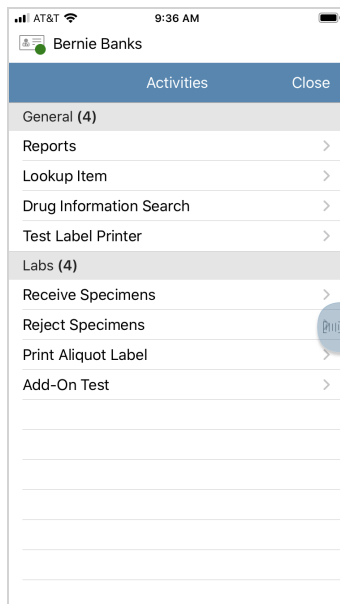 AT&T 9:36 AM
Bernie Banks
Activities Close
General (4)
Reports
Lookup Item
Drug Information Search
Test Label Printer
Labs (4)
Receive Specimens
Reject Specimens
Print Aliquot Label
Add-On Test